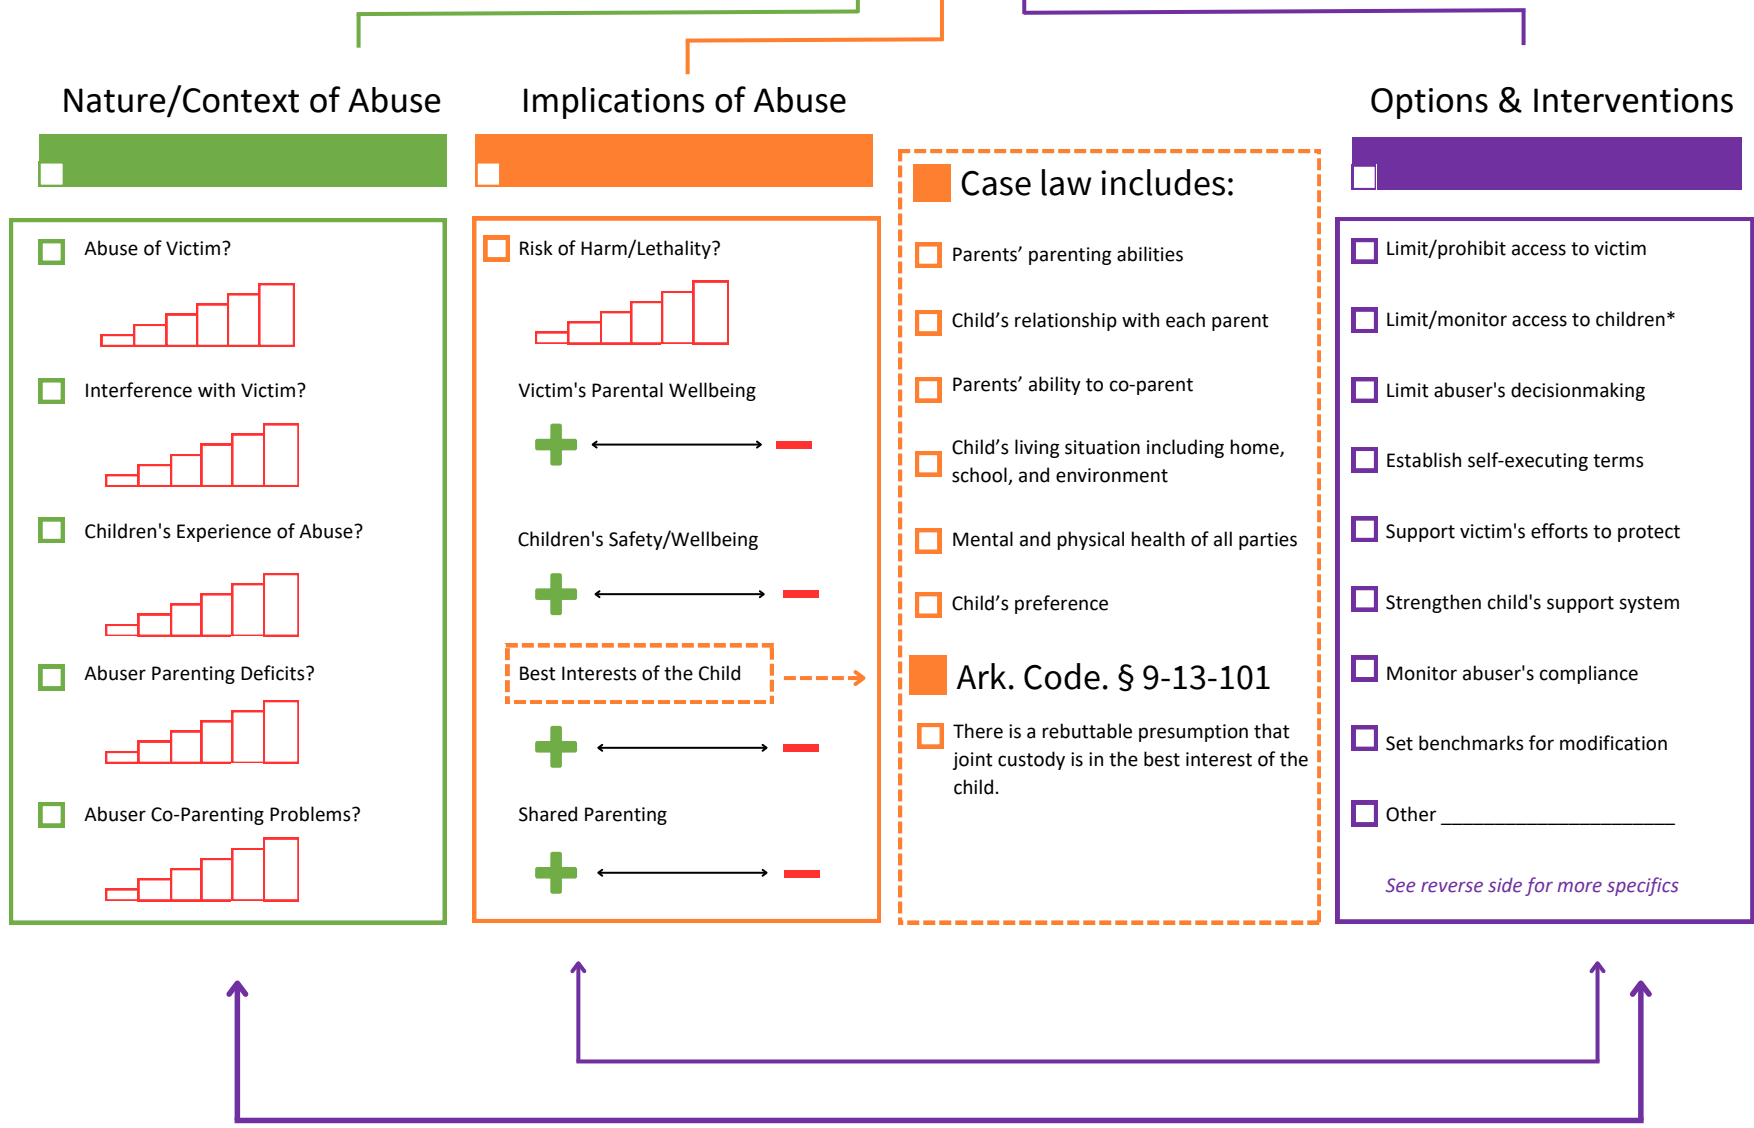 Nature/Context of Abuse
Abuse of Victim?
Interference with Victim?
Children's Experience of Abuse?
Abuser Parenting Deficits?
Abuser Co-Parenting Problems?
Implications of Abuse
Risk of Harm/Lethality?
Victim's Parental Wellbeing
Children's Safety/Wellbeing
Best Interests of the Child
Shared Parenting
Case law includes:
Parents’ parenting abilities
Child’s relationship with each parent
Parents’ ability to co-parent
Child’s living situation including home,
school, and environment
Mental and physical health of all parties
Child’s preference
Ark. Code. § 9-13-101
There is a rebuttable presumption that
joint custody is in the best interest of the
child.
Options & Interventions
Limit/prohibit access to victim
Limit/monitor access to children*
Limit abuser's decisionmaking
Establish self-executing terms
Support victim's efforts to protect
Strengthen child's support system
Monitor abuser's compliance
Set benchmarks for modification
Other ______________________
See reverse side for more specifics